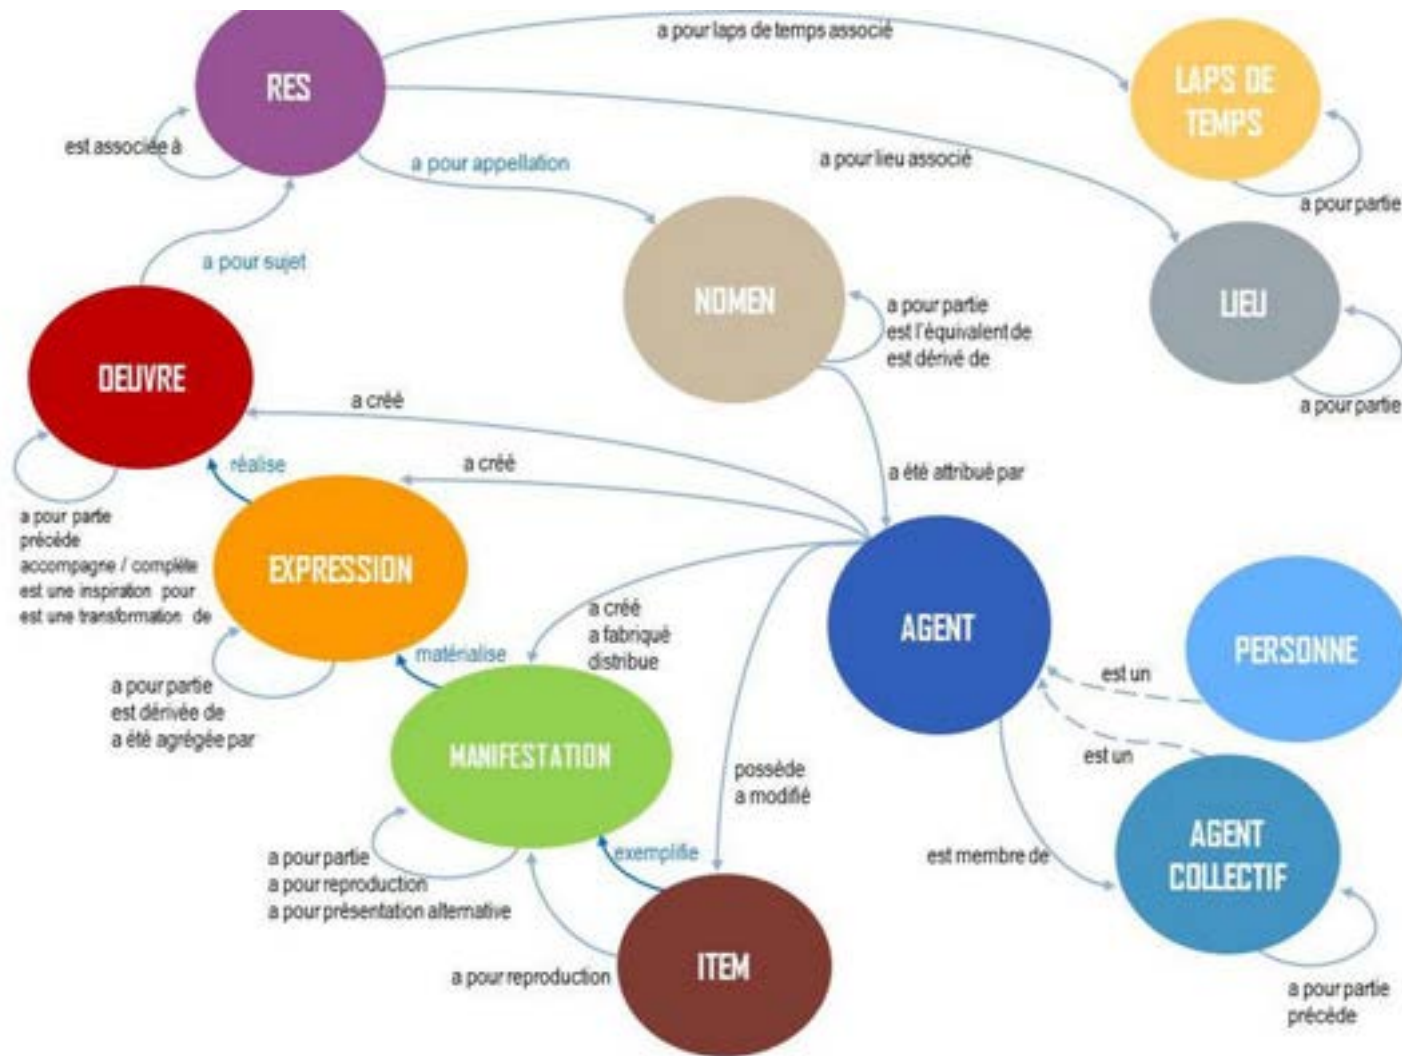 a pour laps de temps associé
RES
LAPS DE
TEMPS
est associée à
a pour appellation
a pour lieu associé
a pour partie
a pour sujet
NOMEN
a pour partie
est l'équivalent de
est dérivé de
LIEU
a pour partie
OEUVRE
a créé
réalise
a créé
a été attribué par
a pour partie
précède
accompagne / complète
est une inspiration pour
est une transformation de
EXPRESSION
a créé
a fabriqué
distribue
AGENT
PERSONNE
matérialise
est un
a pour partie
est dérivée de
a été agrégée par
MANIFESTATION
est un
possède
a modifié
a pour partie
a pour reproduction
a pour présentation alternative
exemplifie
est membre de
AGENT
COLLECTIF
a pour reproduction
ITEM
a pour partie
précède